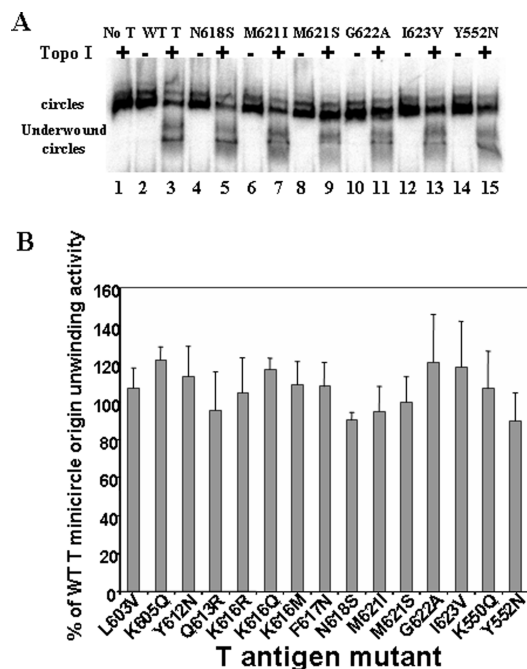 A
No T WT T N618S M621I M621S G622A I623V Y552N
Topo I + - + - + - + - + - + - + - +
circles
Underwound
circles
1 2 3 4 5 6 7 8 9 10 11 12 13 14 15
B
% of WT T minicircle origin unwinding activity
160
140
120
100
80
60
40
20
0
L603V K605Q Y612N Q613R K616R K616Q K616M F617N N618S M621I M621S G622A I623V K550Q Y552N
T antigen mutant